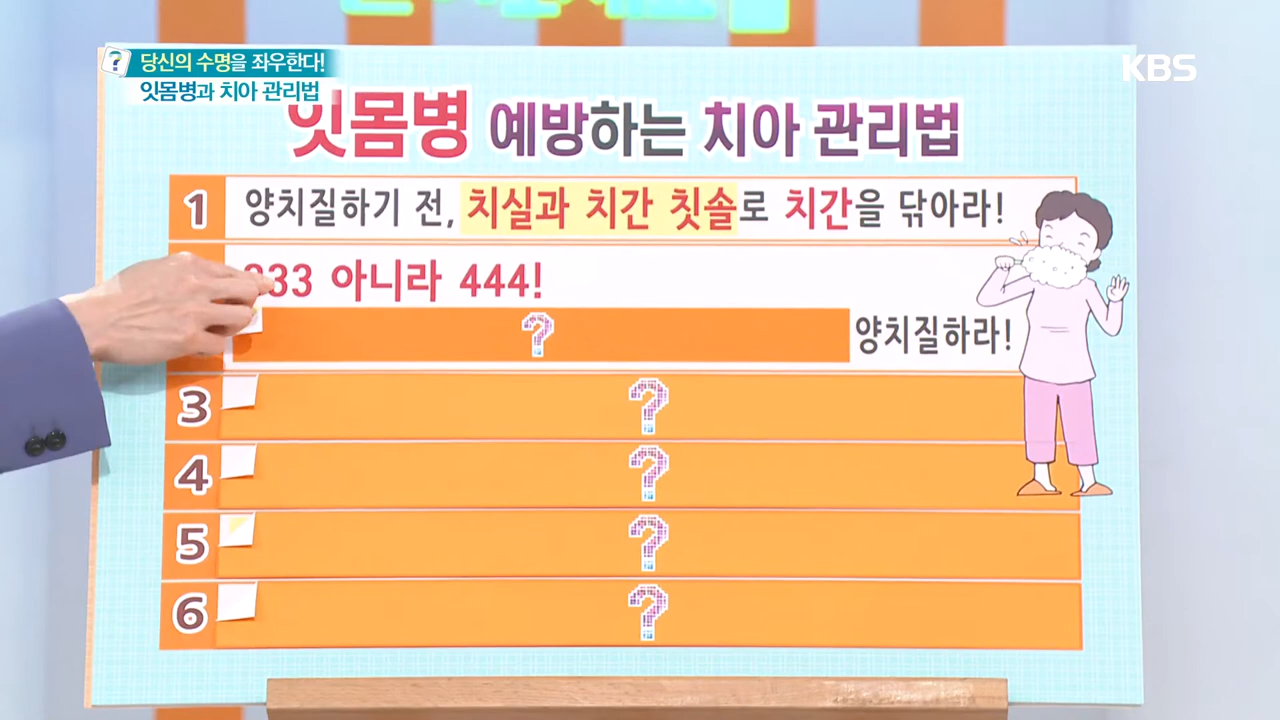 당신의 수명을 좌우한다!
잇몸병과 치아 관리법
KBS
잇몸병 예방하는 치아 관리법
1 양치질하기 전, 치실과 치간 칫솔로 치간을 닦아라!
333 아니라 444!
? 양치질하라!
3 ?
4 ?
5 ?
6 ?